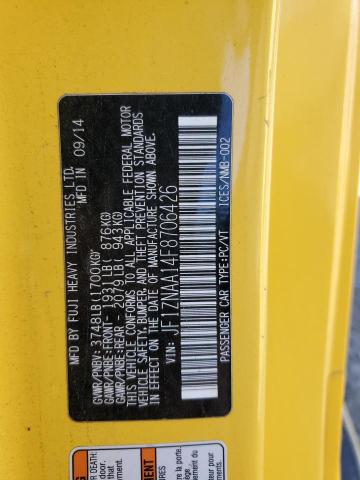 MFD BY FUJI HEAVY INDUSTRIES LTD.
MFD IN 09/14
GVWR/PNBV: 3748LB(1700KG)
GAWR/PNBE:FRONT- 1931LB( 876KG)
GAWR/PNBE:REAR - 2079LB( 943KG)
THIS VEHICLE CONFORMS TO ALL APPLICABLE FEDERAL MOTOR
VEHICLE SAFETY, BUMPER, AND THEFT PREVENTION STANDARDS
IN EFFECT ON THE DATE OF MANUFACTURE SHOWN ABOVE.
VIN: JF1ZNAA14F8706426
PASSENGER CAR TYPE:PC/VT ICES/NMB-002
R DEATH:
door.
head